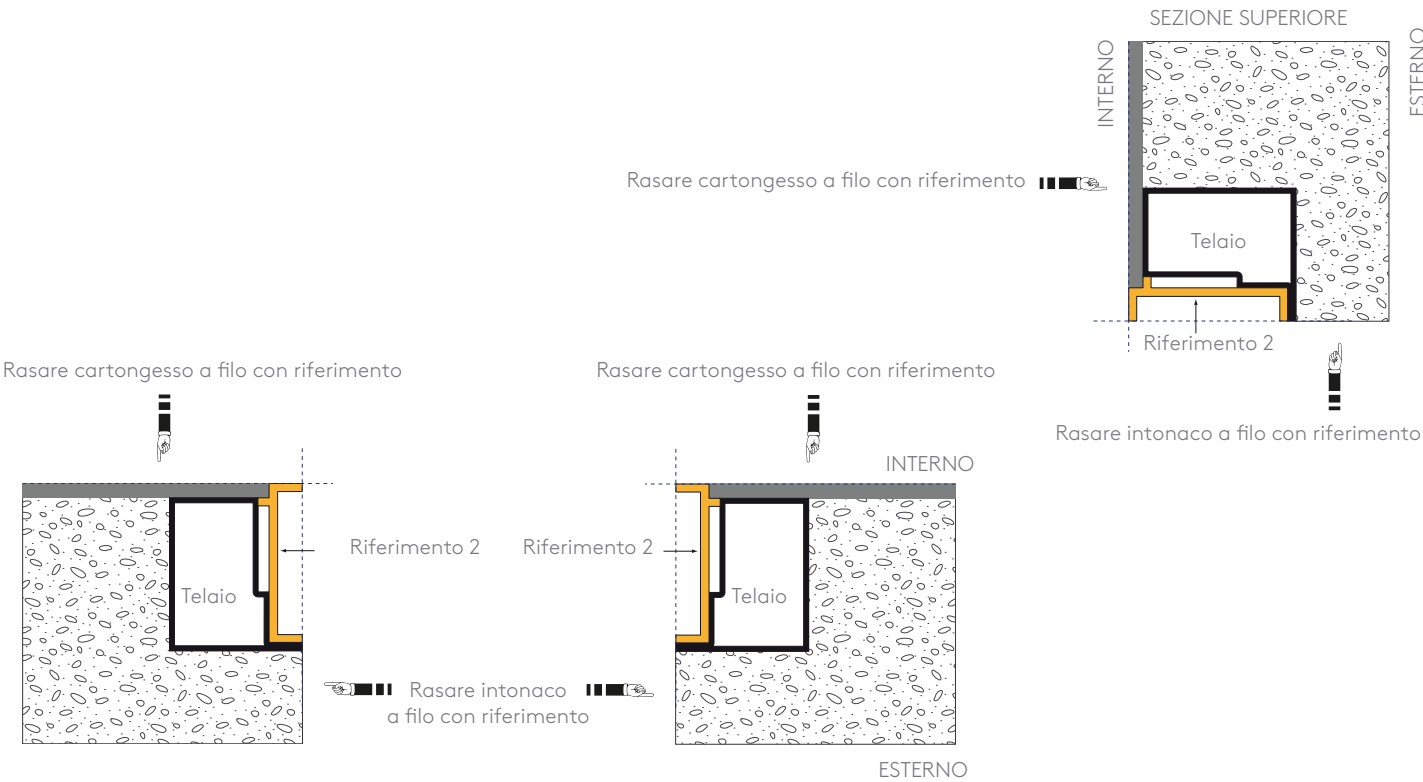 SEZIONE SUPERIORE
INTERNO
ESTERNO
Rasare cartongesso a filo con riferimento
Telaio
Riferimento 2
Rasare intonaco a filo con riferimento
Rasare cartongesso a filo con riferimento
Rasare cartongesso a filo con riferimento
INTERNO
Riferimento 2
Riferimento 2
Telaio
Telaio
Rasare intonaco
a filo con riferimento
ESTERNO